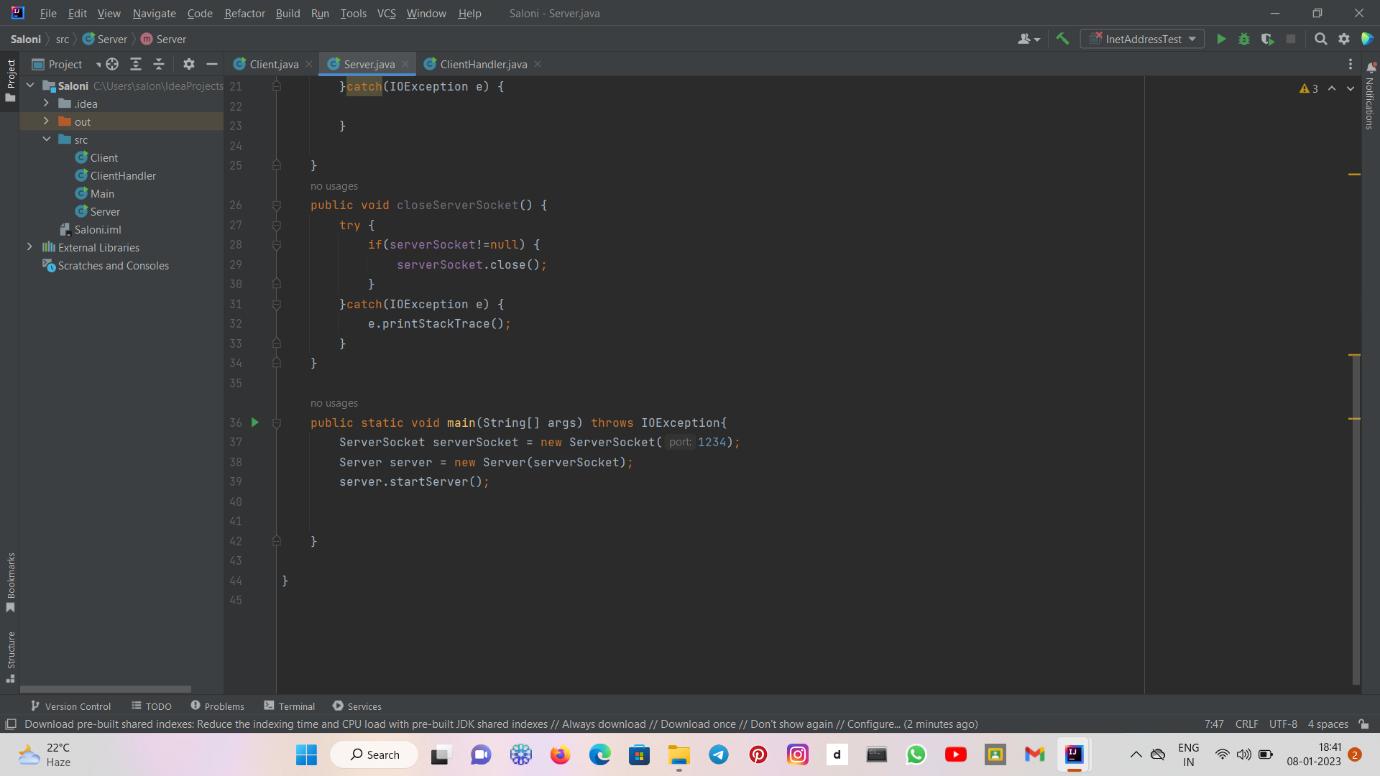 File Edit View Navigate Code Refactor Build Run Tools VCS Window Help Saloni - Server.java
Saloni src Server Server InetAddressTest
Project Client.java Server.java ClientHandler.java
Project
Saloni C:\Users\salon\IdeaProjects
.idea
out
src
Client
ClientHandler
Main
Server
Saloni.iml
External Libraries
Scratches and Consoles
3
Notifications
21 }catch(IOException e) {
22
23 }
24
25 }
no usages
26 public void closeServerSocket() {
27 try {
28 if(serverSocket!=null) {
29 serverSocket.close();
30 }
31 }catch(IOException e) {
32 e.printStackTrace();
33 }
34 }
35
no usages
36 public static void main(String[] args) throws IOException{
37 ServerSocket serverSocket = new ServerSocket( port: 1234);
38 Server server = new Server(serverSocket);
39 server.startServer();
40
41
42 }
43
44 }
45
Bookmarks
Structure
Version Control TODO Problems Terminal Services
Download pre-built shared indexes: Reduce the indexing time and CPU load with pre-built JDK shared indexes // Always download // Download once // Don't show again // Configure... (2 minutes ago) 7:47 CRLF UTF-8 4 spaces
22°C
Haze
Search
d
ENG
IN
18:41
08-01-2023
2